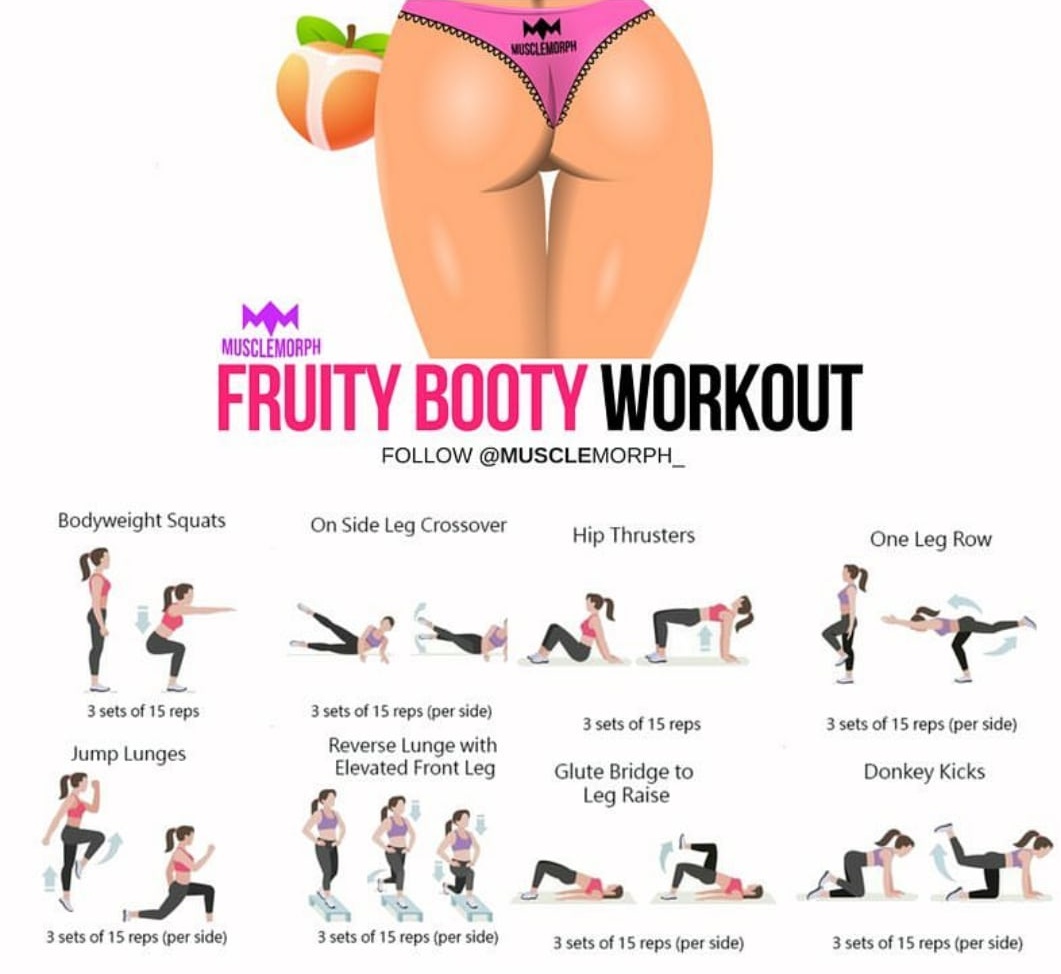 MUSCLEMORPH
MUSCLEMORPH
FRUITY BOOTY WORKOUT
FOLLOW @MUSCLEMORPH_
Bodyweight Squats
3 sets of 15 reps
On Side Leg Crossover
3 sets of 15 reps (per side)
Hip Thrusters
3 sets of 15 reps
One Leg Row
3 sets of 15 reps (per side)
Jump Lunges
3 sets of 15 reps (per side)
Reverse Lunge with
Elevated Front Leg
3 sets of 15 reps (per side)
Glute Bridge to
Leg Raise
3 sets of 15 reps (per side)
Donkey Kicks
3 sets of 15 reps (per side)